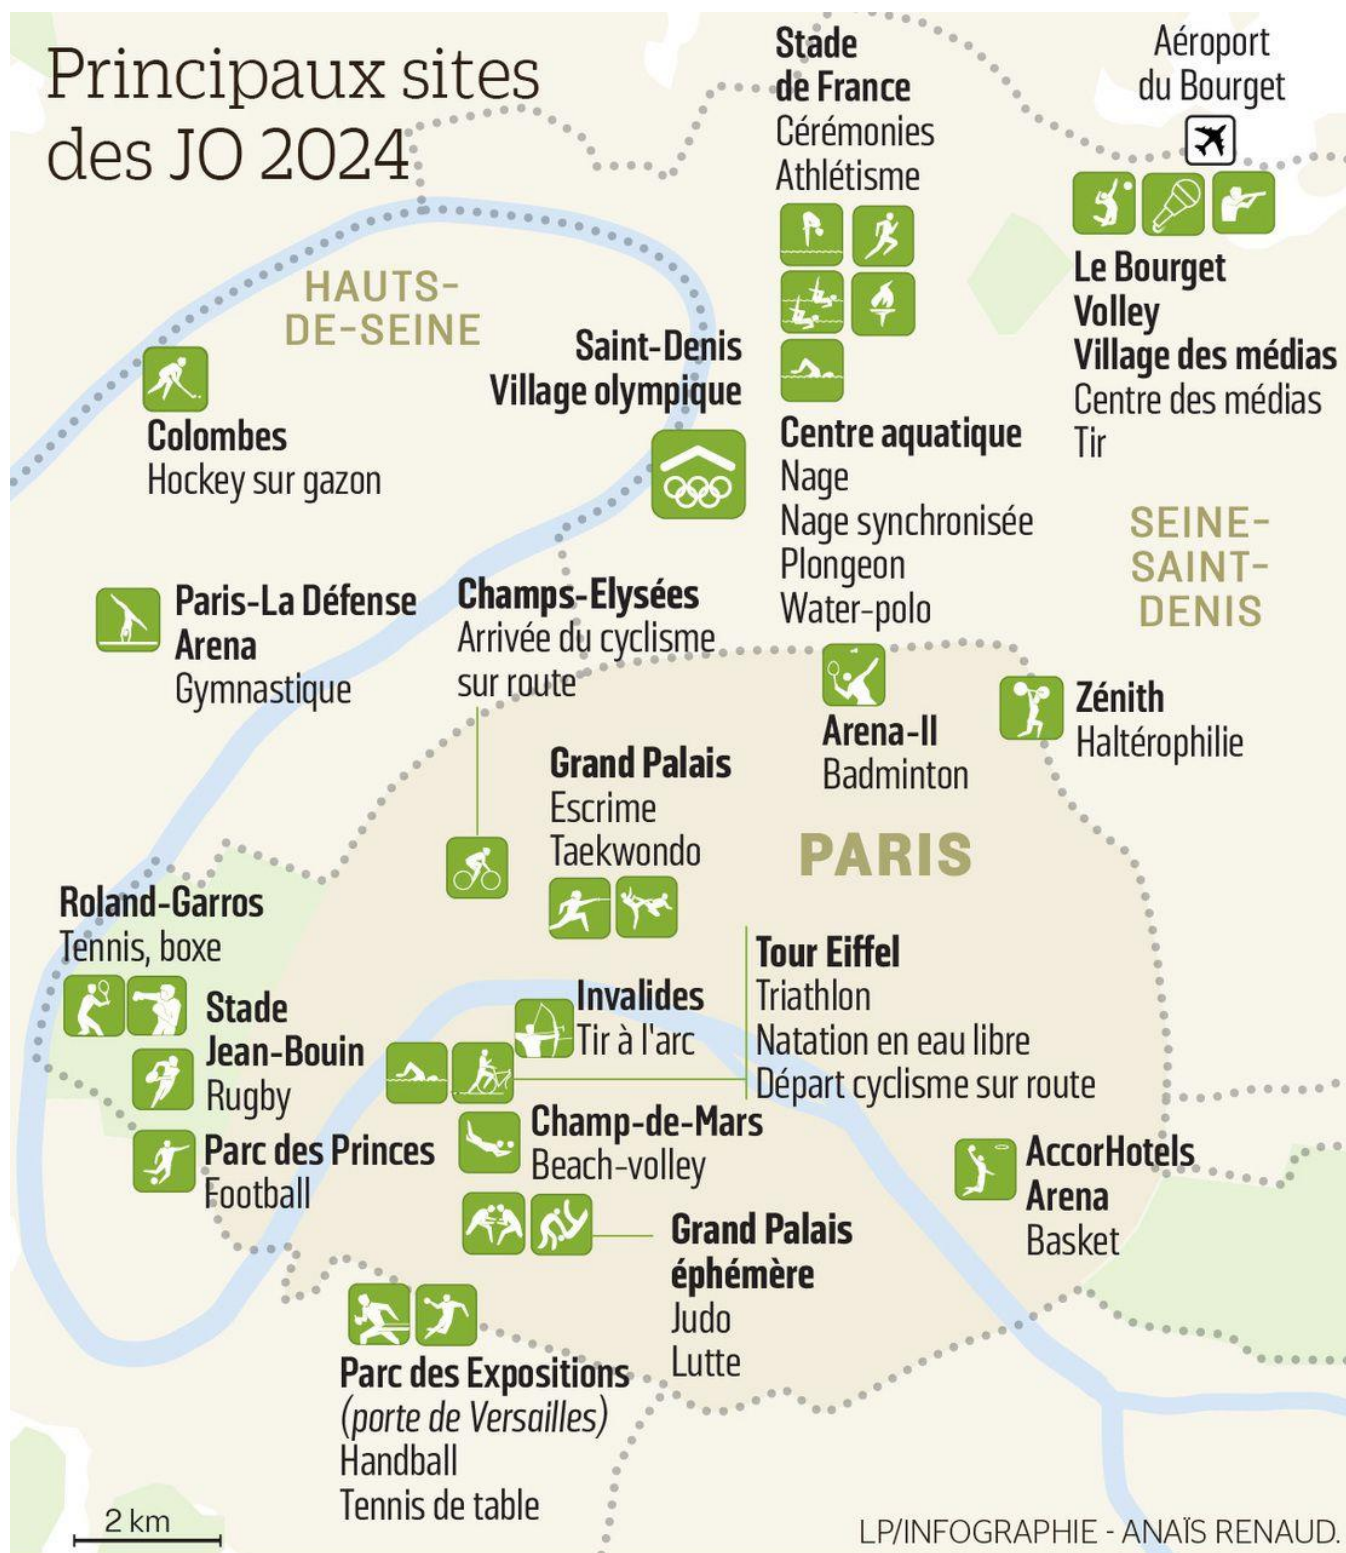 Principaux sites
des JO 2024
Stade
de France
Cérémonies
Athlétisme
Aéroport
du Bourget
Le Bourget
Volley
Village des médias
Centre des médias
Tir
HAUTS-
DE-SEINE
Saint-Denis
Village olympique
Colombes
Hockey sur gazon
Centre aquatique
Nage
Nage synchronisée
Plongeon
Water-polo
SEINE-
SAINT-
DENIS
Paris-La Défense
Arena
Gymnastique
Champs-Elysées
Arrivée du cyclisme
sur route
Arena-II
Badminton
Zénith
Haltérophilie
Grand Palais
Escrime
Taekwondo
PARIS
Roland-Garros
Tennis, boxe
Stade
Jean-Bouin
Rugby
Invalides
Tir à l'arc
Tour Eiffel
Triathlon
Natation en eau libre
Départ cyclisme sur route
Champ-de-Mars
Beach-volley
Parc des Princes
Football
AccorHotels
Arena
Basket
Grand Palais
éphémère
Judo
Lutte
Parc des Expositions
(porte de Versailles)
Handball
Tennis de table
2 km
LP/INFOGRAPHIE - ANAÏS RENAUD.